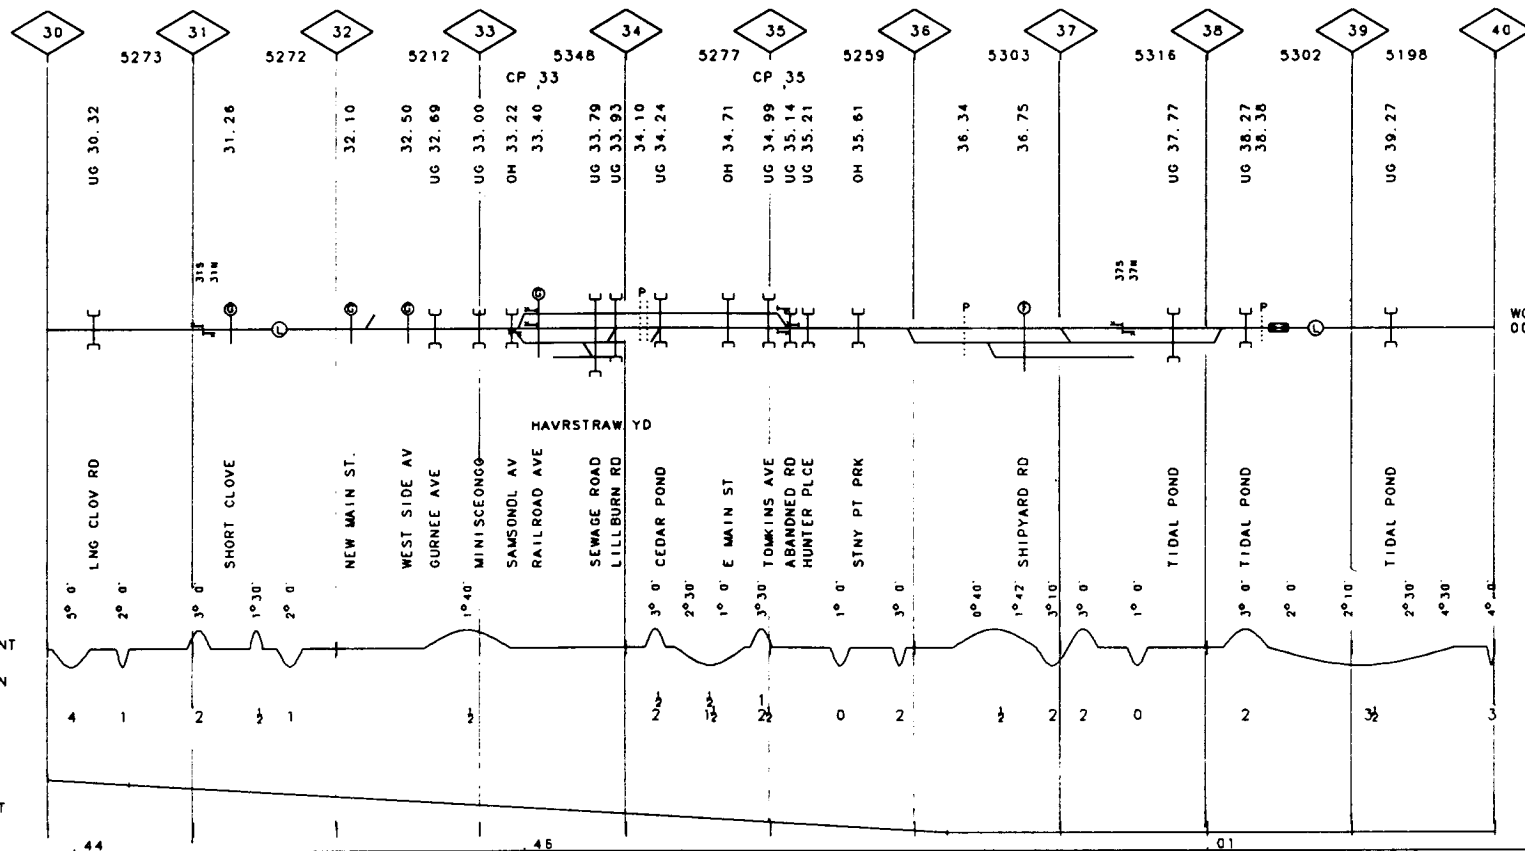 30 31 32 33 34 35 36 37 38 39 40
5273 5272 5212 5348 5277 5259 5303 5316 5302 5198
CP 33 CP 35
UG 30.32
31.26
32.10
32.50
UG 32.69
UG 33.00
OH 33.22
33.40
UG 33.79
UG 33.93
34.10
UG 34.24
OH 34.71
UG 34.99
UG 35.14
UG 35.21
OH 35.61
36.34
36.75
UG 37.77
UG 38.27
38.38
UG 39.27
31S
31N
37S
37N
G L G G G P P P L
WO
HAVRSTRAW YD
LNG CLOV RD
SHORT CLOVE
NEW MAIN ST.
WEST SIDE AV
GURNEE AVE
MINISCEONGO
SAMSONDL AV
RAILROAD AVE
SEWAGE ROAD
LILLBURN RD
CEDAR POND
E MAIN ST
TOMKINS AVE
ABANDNED RD
HUNTER PLCE
STNY PT PRK
SHIPYARD RD
TIDAL POND
TIDAL POND
TIDAL POND
5° 0' 2° 0' 3° 0' 1°30' 2° 0' 1°40' 3° 0' 2°30' 1° 0' 3°30' 1° 0' 3° 0' 0°40' 1°42' 3°10' 3° 0' 1° 0' 3° 0' 2° 0' 2°10' 2°30' 4°30' 4° 0'
NT
N
½ ½ 1
4 1 2 ½ 1 ½ 2 1½ 2½ 0 2 ½ 2 2 0 2 3½ 3
T
.44 .46 .01